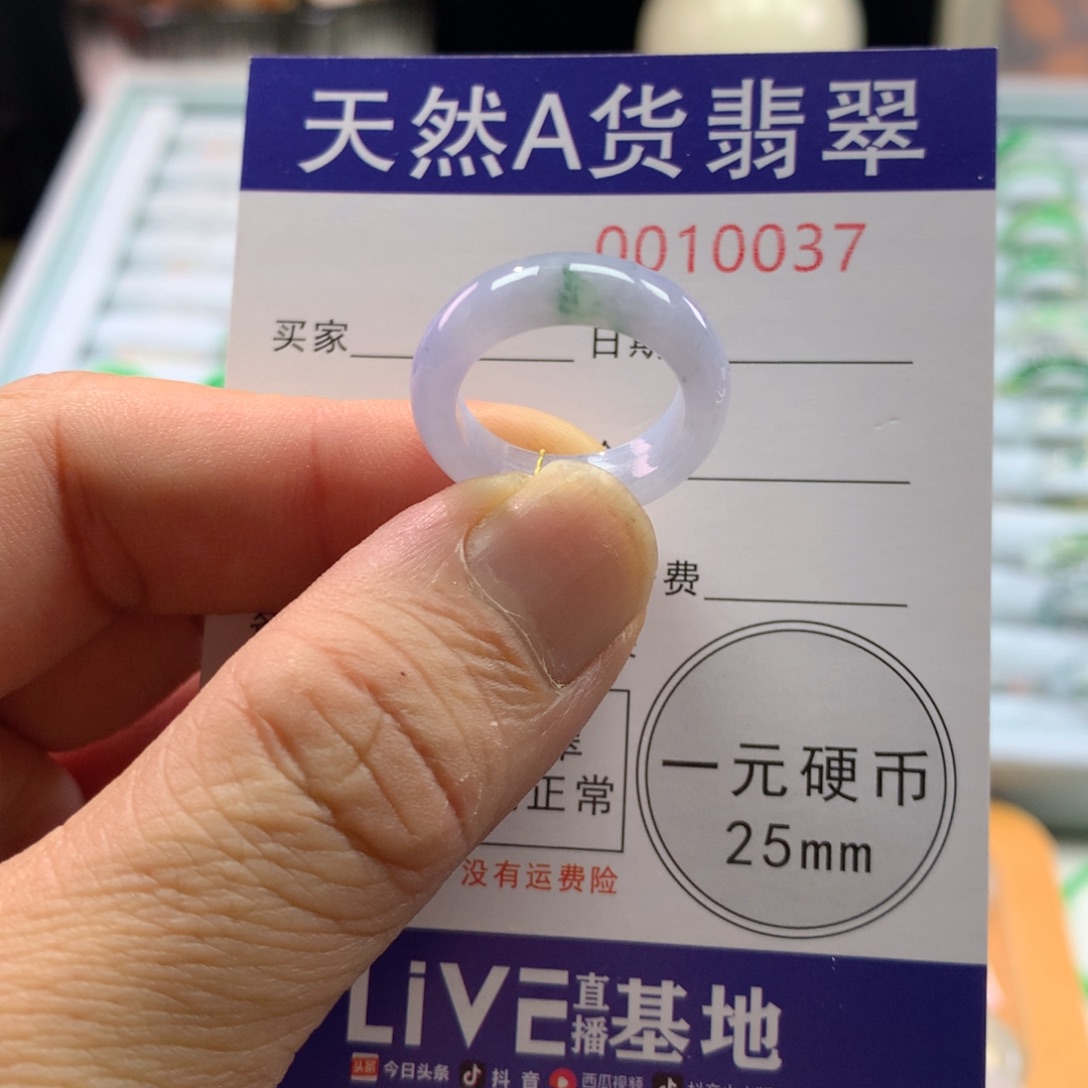 天然A货翡翠
0010037
买家 日期
费
正常
一元硬币
25mm
没有运费险
LiVE直播基地
今日头条 抖音 西瓜视频